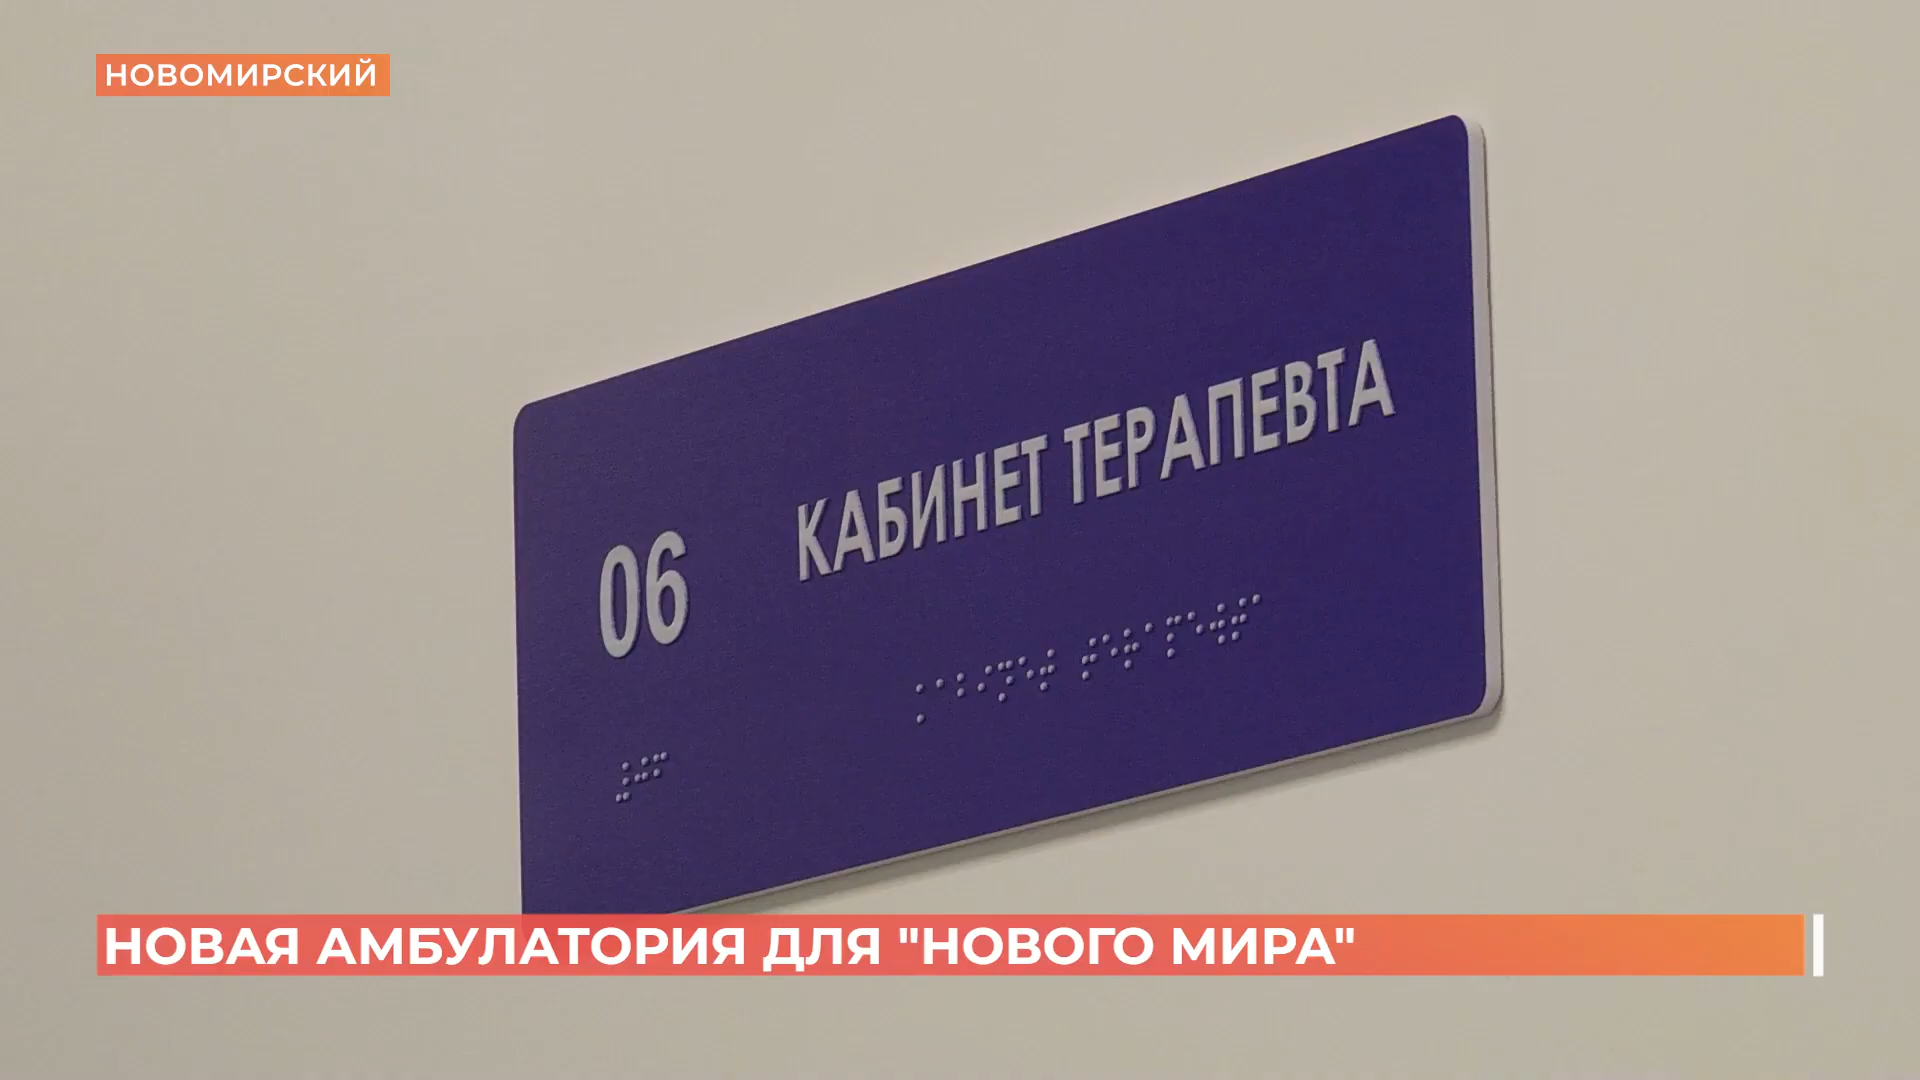 НОВОМИРСКИЙ
06 КАБИНЕТ ТЕРАПЕВТА
НОВАЯ АМБУЛАТОРИЯ ДЛЯ "НОВОГО МИРА"